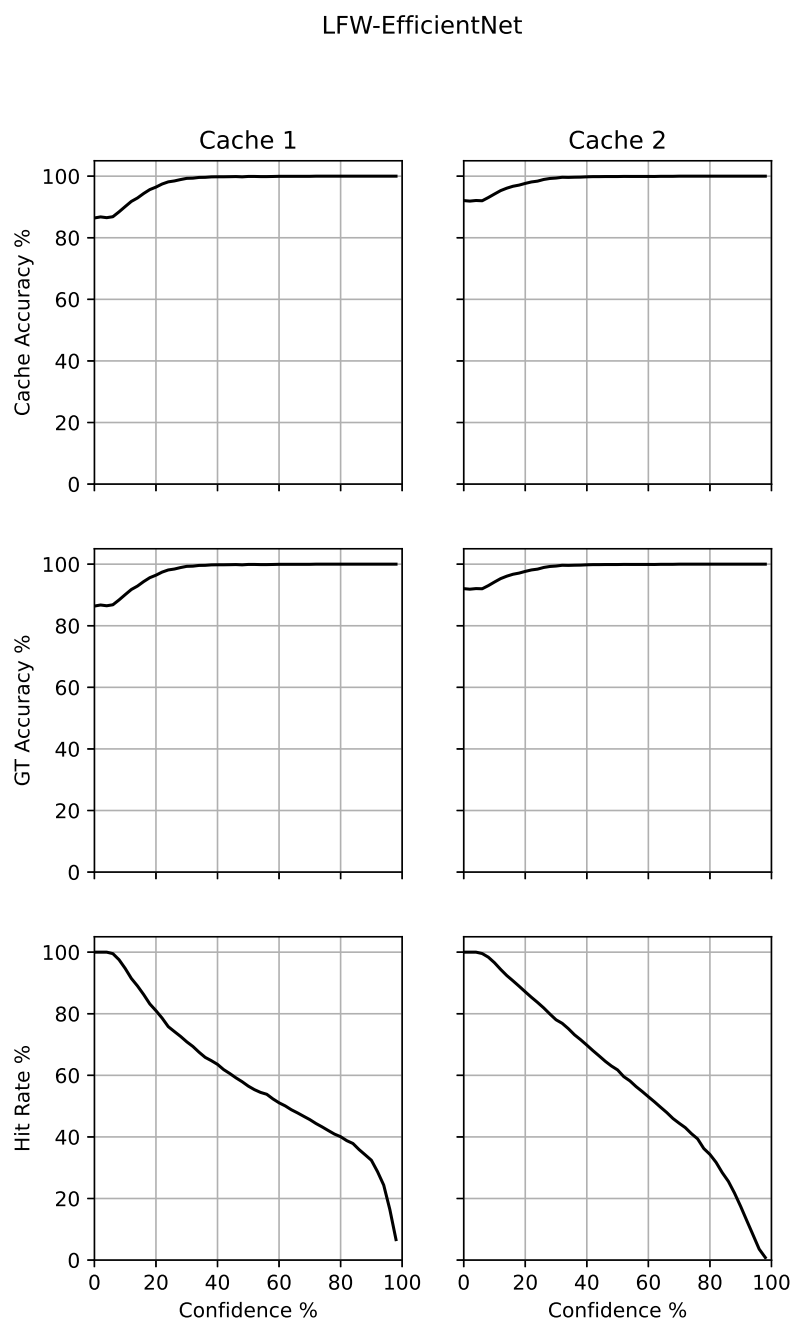 LFW-EfficientNet
Cache 1
Cache 2
Cache Accuracy %
100
80
60
40
20
0
GT Accuracy %
100
80
60
40
20
0
Hit Rate %
100
80
60
40
20
0
0 20 40 60 80 100
0 20 40 60 80 100
Confidence %
Confidence %